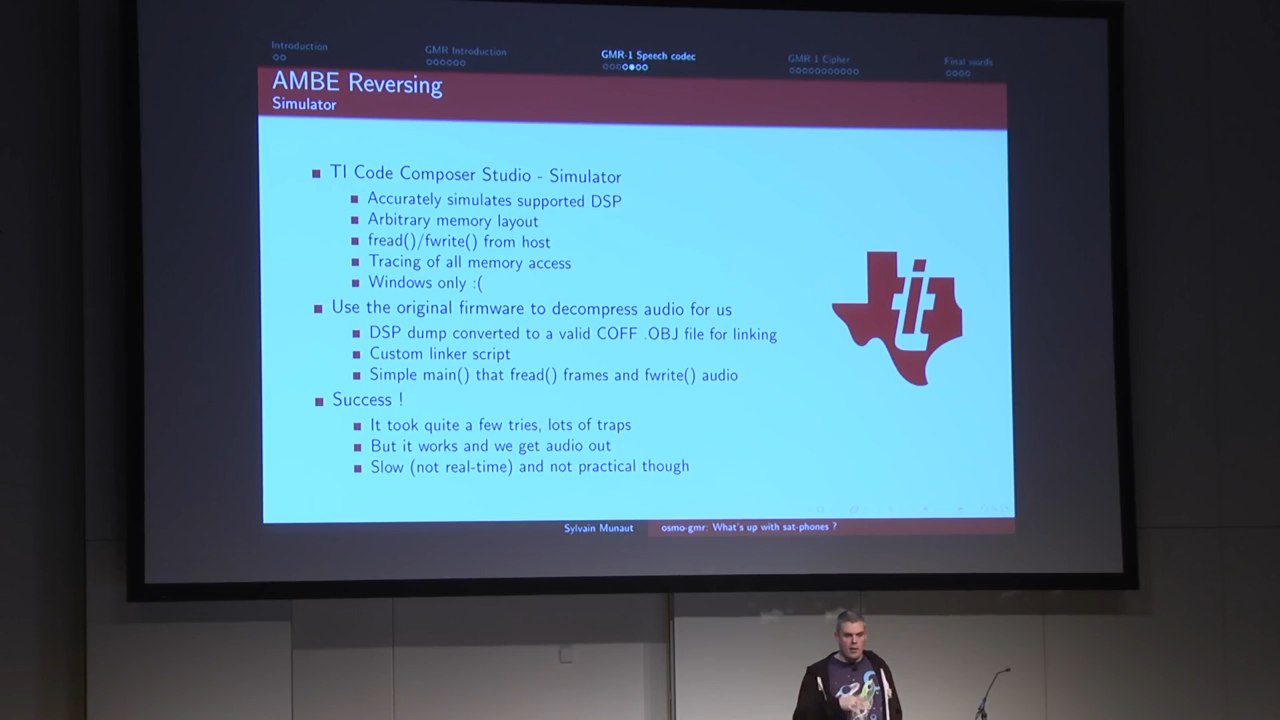 Introduction
GMR Introduction
GMR-1 Speech codec
GMR-1 Cipher
Final words
AMBE Reversing
Simulator
TI Code Composer Studio - Simulator
Accurately simulates supported DSP
Arbitrary memory layout
fread()/fwrite() from host
Tracing of all memory access
Windows only :(
Use the original firmware to decompress audio for us
DSP dump converted to a valid COFF .OBJ file for linking
Custom linker script
Simple main() that fread() frames and fwrite() audio
Success !
It took quite a few tries, lots of traps
But it works and we get audio out
Slow (not real-time) and not practical though
ti
Sylvain Munaut
osmo-gmr: What's up with sat-phones ?